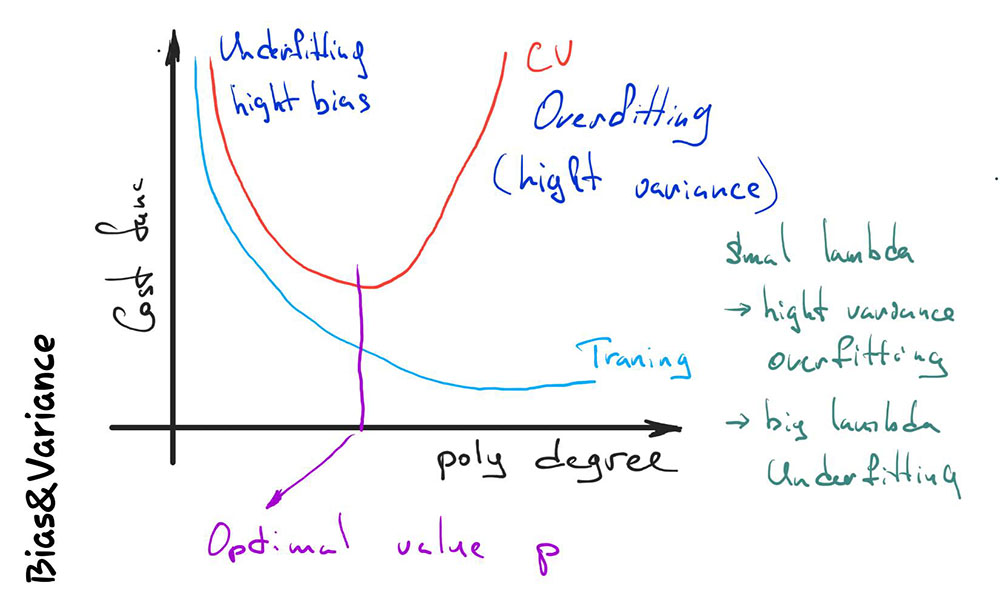 Underfitting
hight bias
CV
Overfitting
(hight variance)
Cost func
smal lambda
→ hight variance
overfitting
→ big lambda
Underfitting
Traning
poly degree
Optimal value p
Bias&Variance